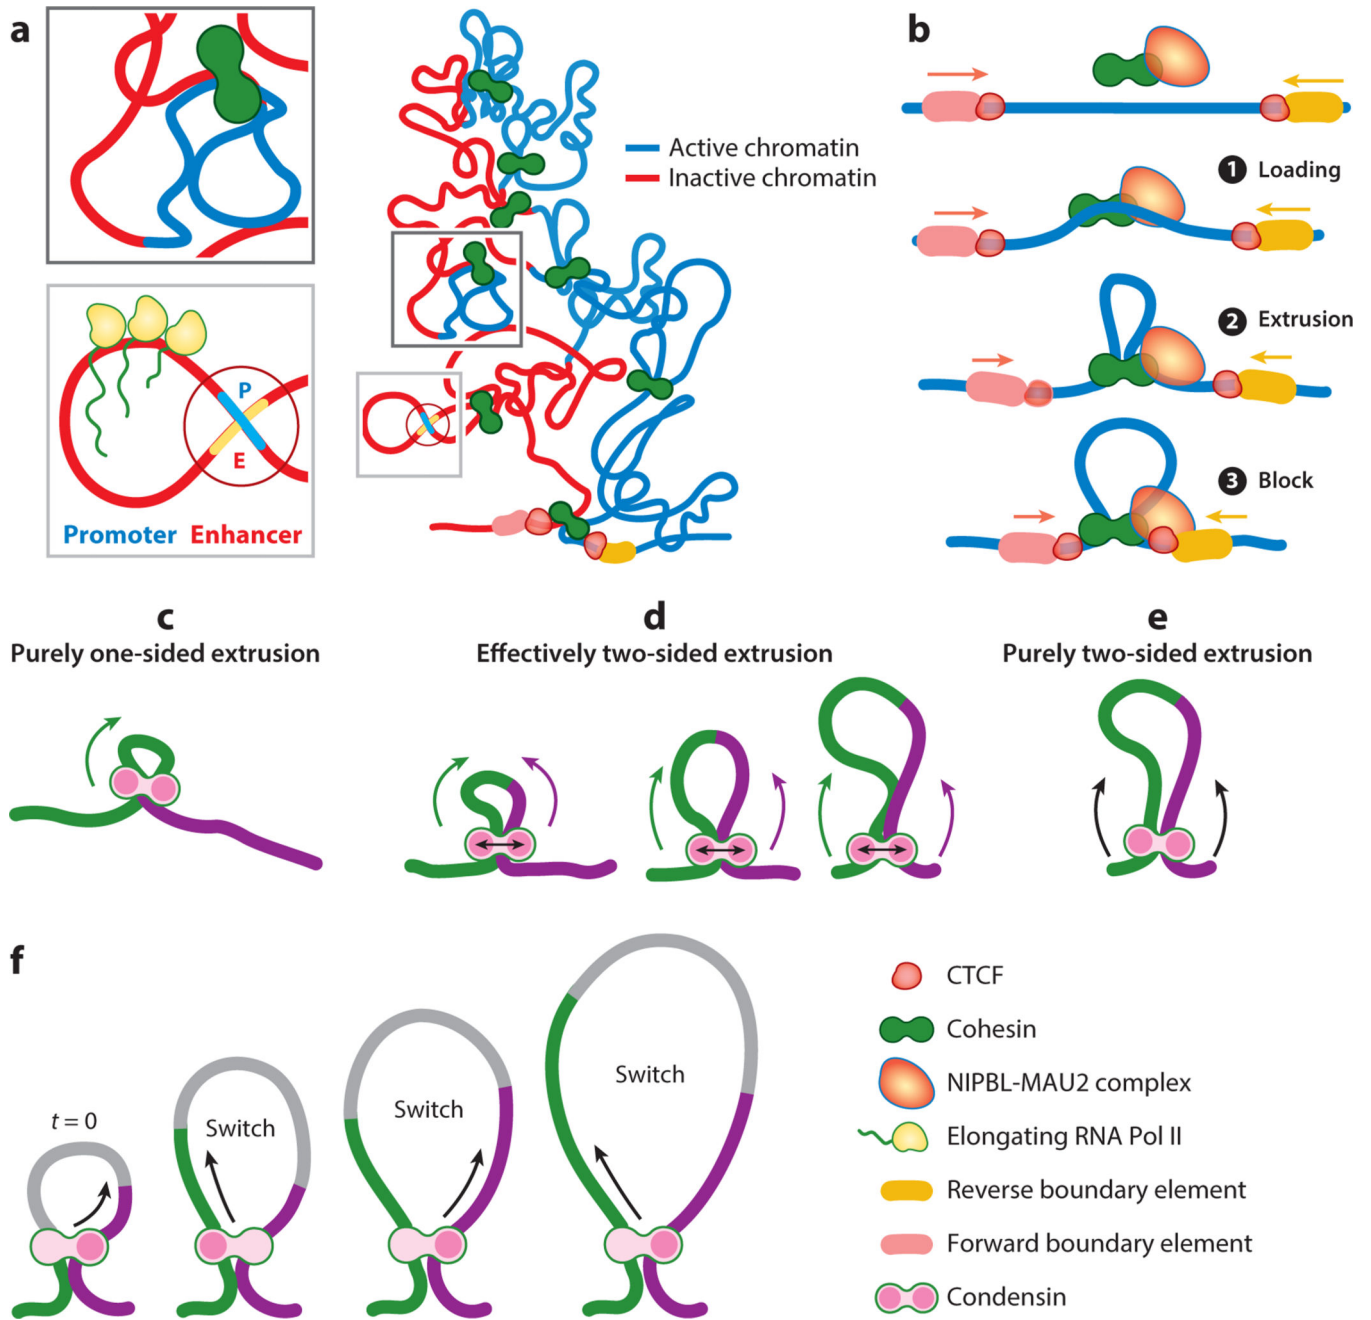 a
Active chromatin
Inactive chromatin
P
E
Promoter Enhancer
b
1 Loading
2 Extrusion
3 Block
c
Purely one-sided extrusion
d
Effectively two-sided extrusion
e
Purely two-sided extrusion
f
t = 0
Switch
Switch
Switch
CTCF
Cohesin
NIPBL-MAU2 complex
Elongating RNA Pol II
Reverse boundary element
Forward boundary element
Condensin